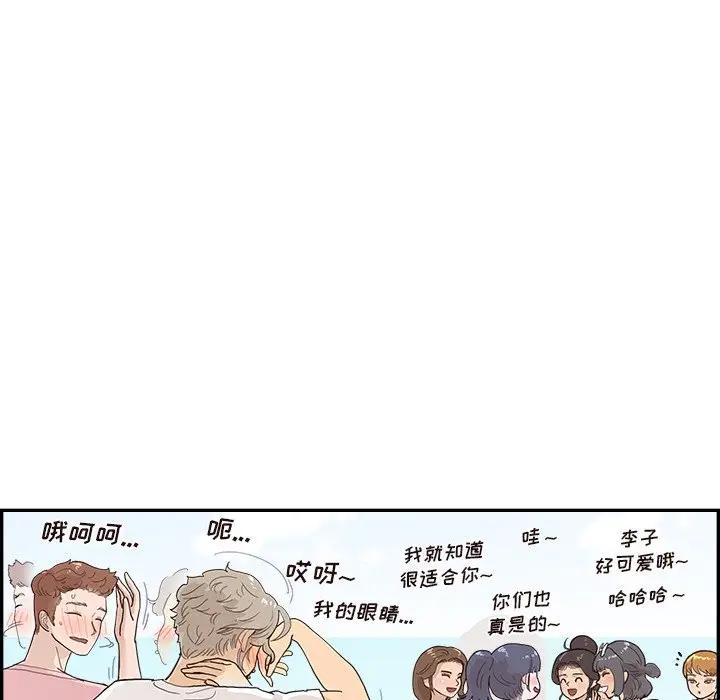 哦呵呵...
呃...
哎呀~
我的眼睛...
我就知道
很适合你~
哇~
你们也
真是的~
李子
好可爱哦~
哈哈哈~